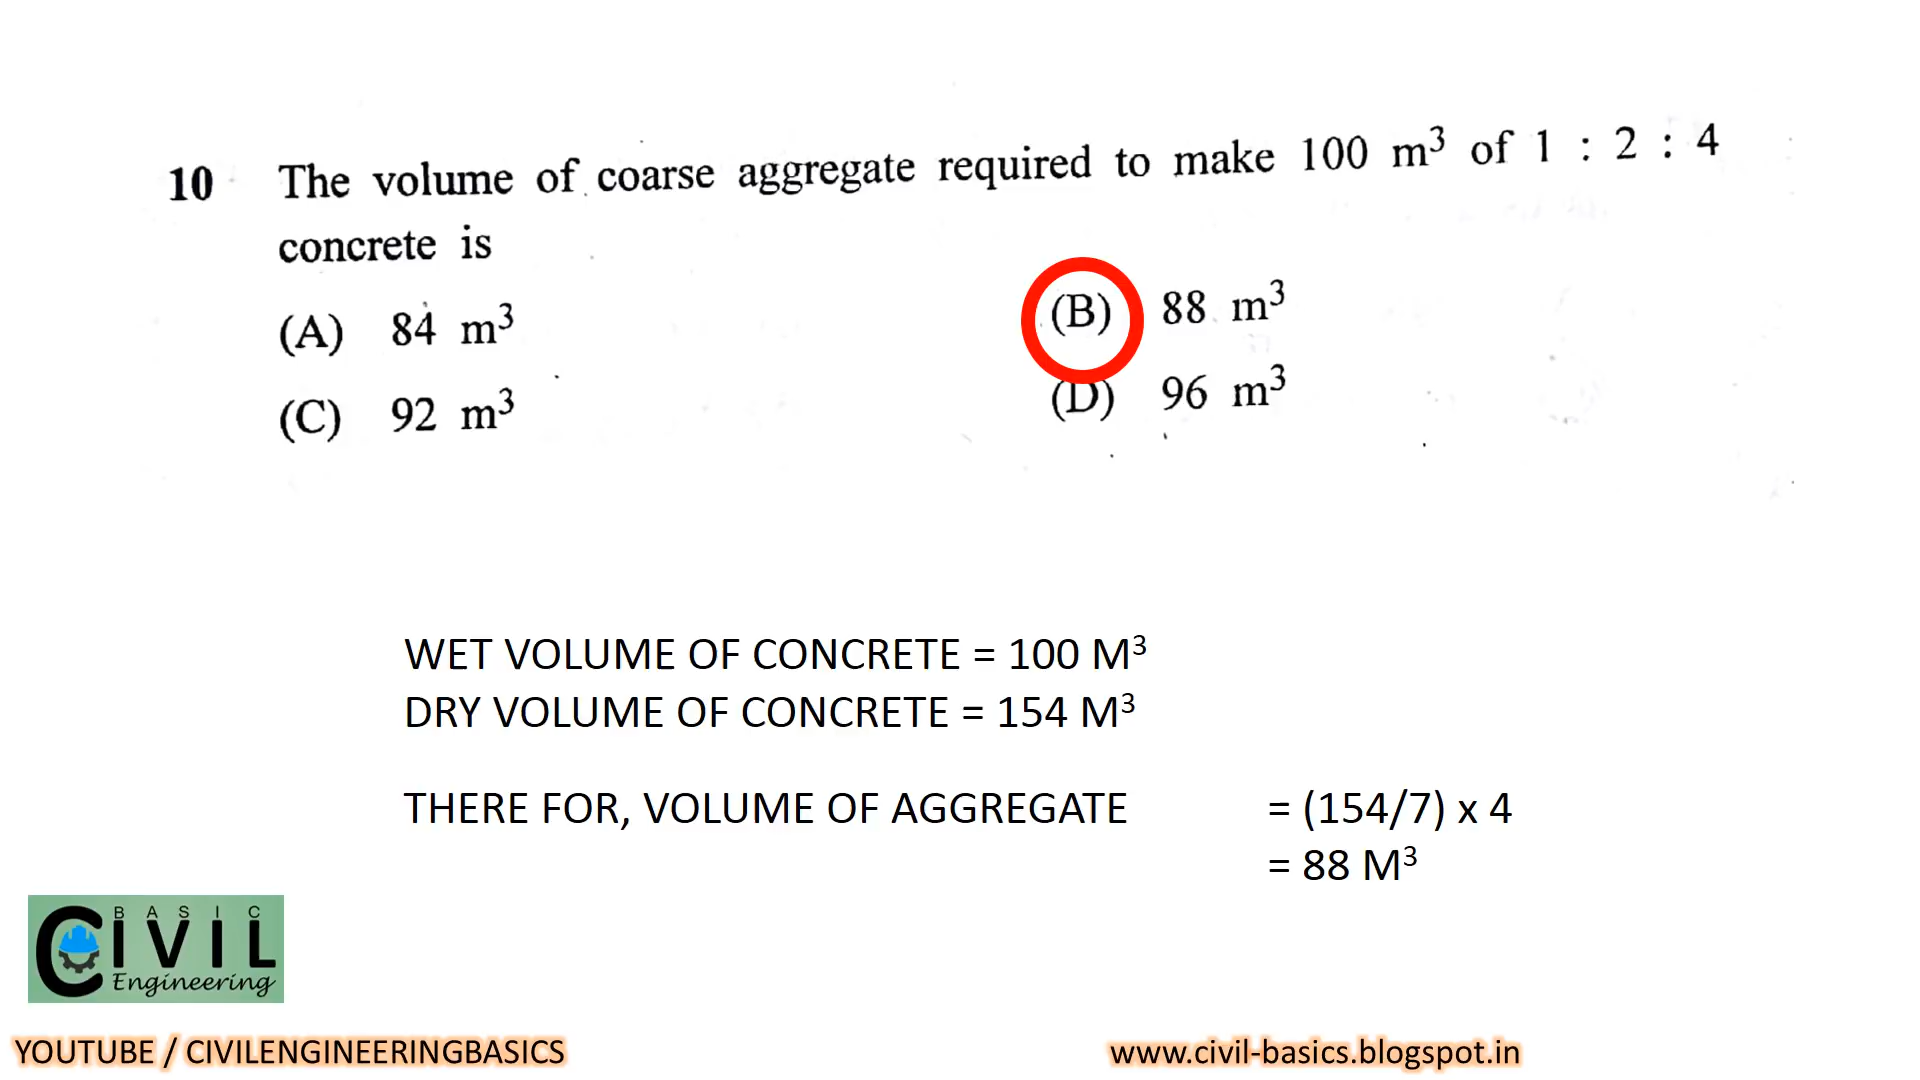 10 The volume of coarse aggregate required to make 100 m³ of 1 : 2 : 4
concrete is
(A) 84 m³ (B) 88 m³
(C) 92 m³ (D) 96 m³
WET VOLUME OF CONCRETE = 100 M³
DRY VOLUME OF CONCRETE = 154 M³
THERE FOR, VOLUME OF AGGREGATE = (154/7) x 4
= 88 M³
BASIC
CIVIL
Engineering
YOUTUBE / CIVILENGINEERINGBASICS www.civil-basics.blogspot.in